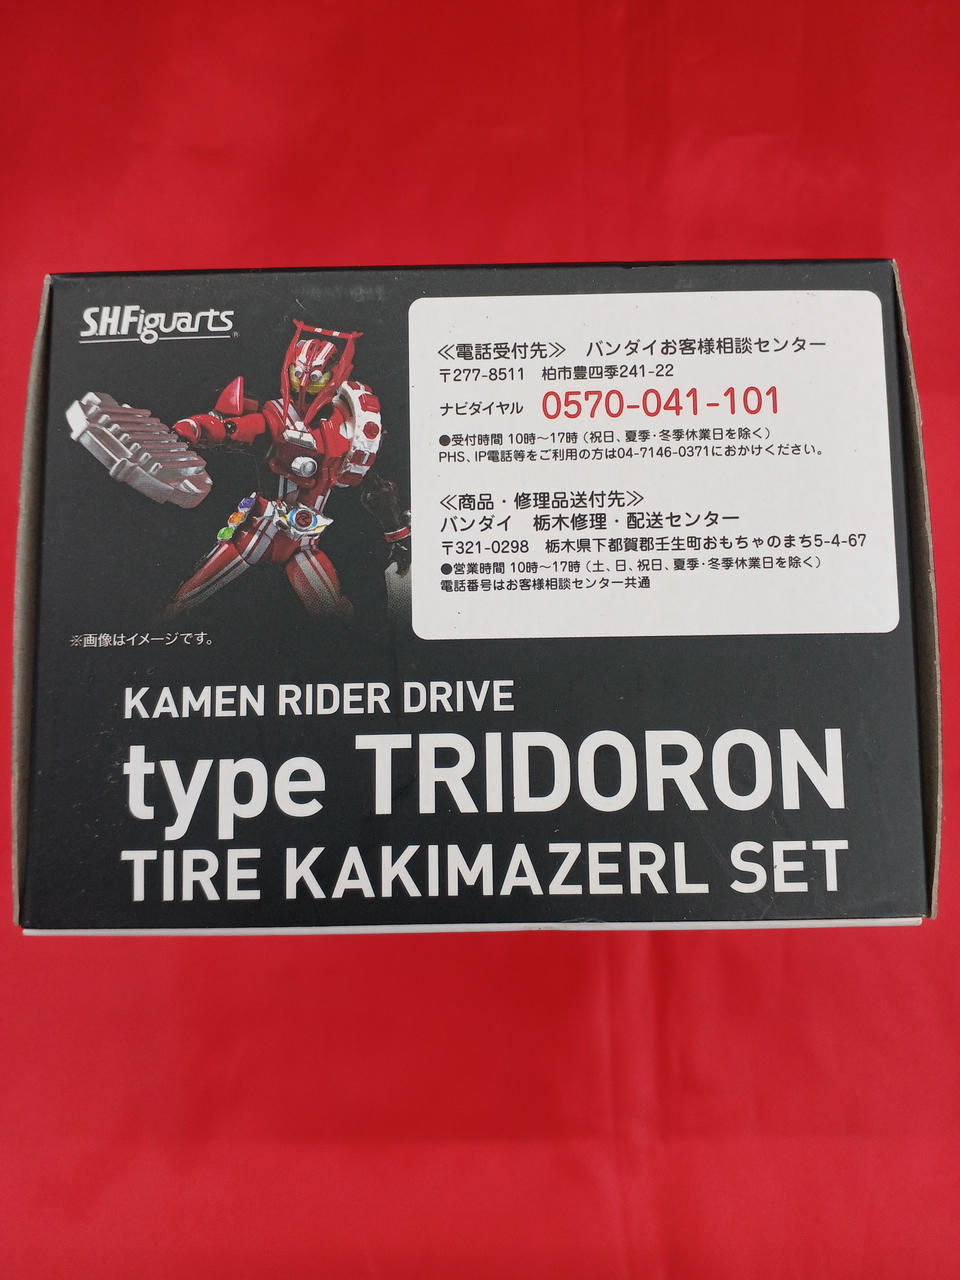 S.H.Figuarts
≪電話受付先≫ バンダイお客様相談センター
〒277-8511 柏市豊四季241-22
ナビダイヤル 0570-041-101
●受付時間 10時〜17時(祝日、夏季・冬季休業日を除く)
PHS、IP電話等をご利用の方は04-7146-0371におかけください。
≪商品・修理品送付先≫
バンダイ 栃木修理・配送センター
〒321-0298 栃木県下都賀郡壬生町おもちゃのまち5-4-67
●営業時間 10時〜17時(土、日、祝日、夏季・冬季休業日を除く)
電話番号はお客様相談センター共通
※画像はイメージです。
KAMEN RIDER DRIVE
type TRIDORON
TIRE KAKIMAZERL SET